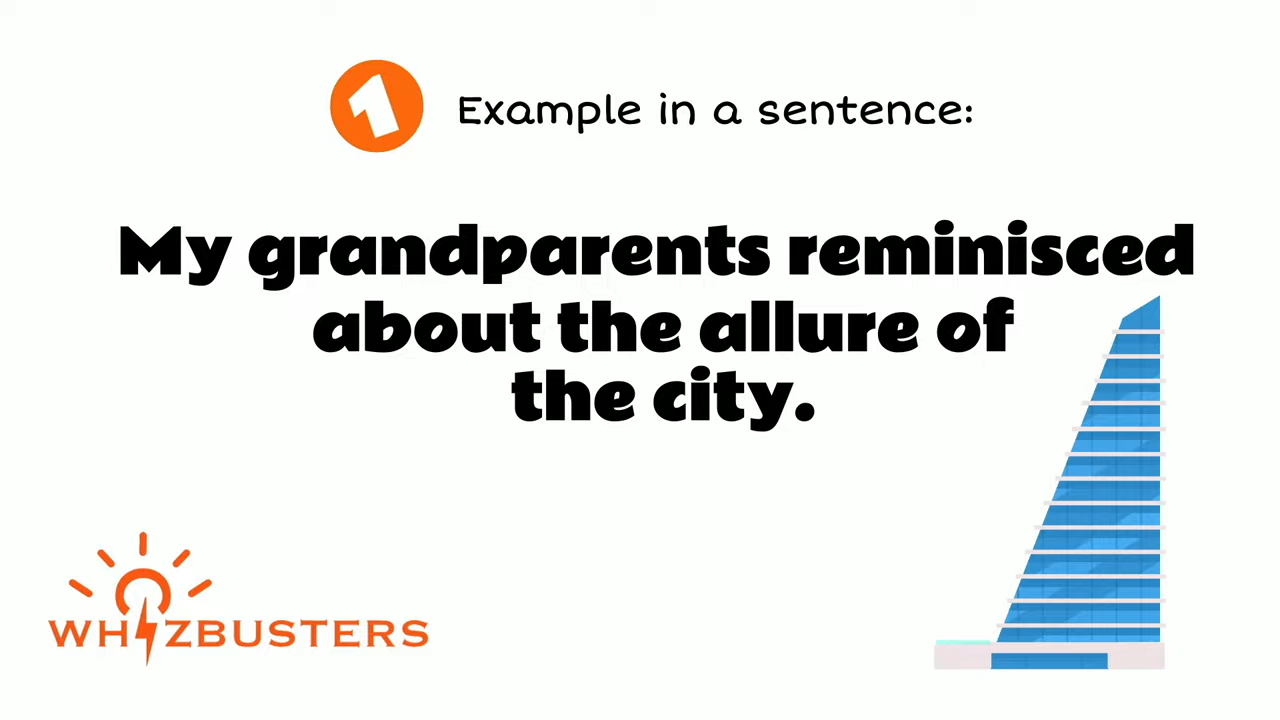 1 Example in a sentence:
My grandparents reminisced
about the allure of
the city.
WHIZBUSTERS